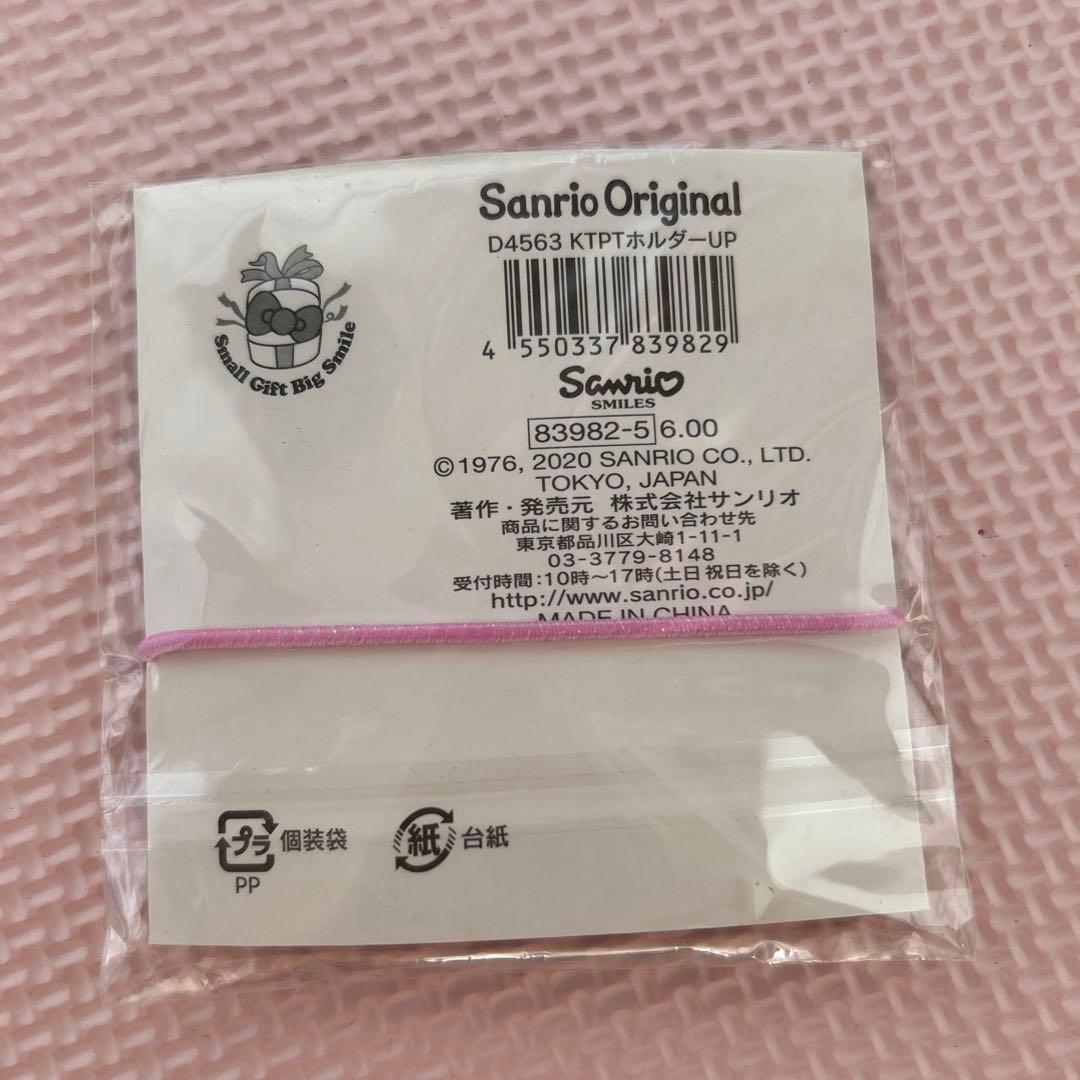 Sanrio Original
D4563 KTPTホルダーUP
4 550337 839829
Small Gift Big Smile
Sanrio
SMILES
83982-5 6.00
©1976, 2020 SANRIO CO., LTD.
TOKYO, JAPAN
著作・発売元 株式会社サンリオ
商品に関するお問い合わせ先
東京都品川区大崎1-11-1
03-3779-8148
受付時間:10時〜17時(土日祝日を除く)
http://www.sanrio.co.jp/
MADE IN CHINA
プラ 個装袋
PP
紙 台紙